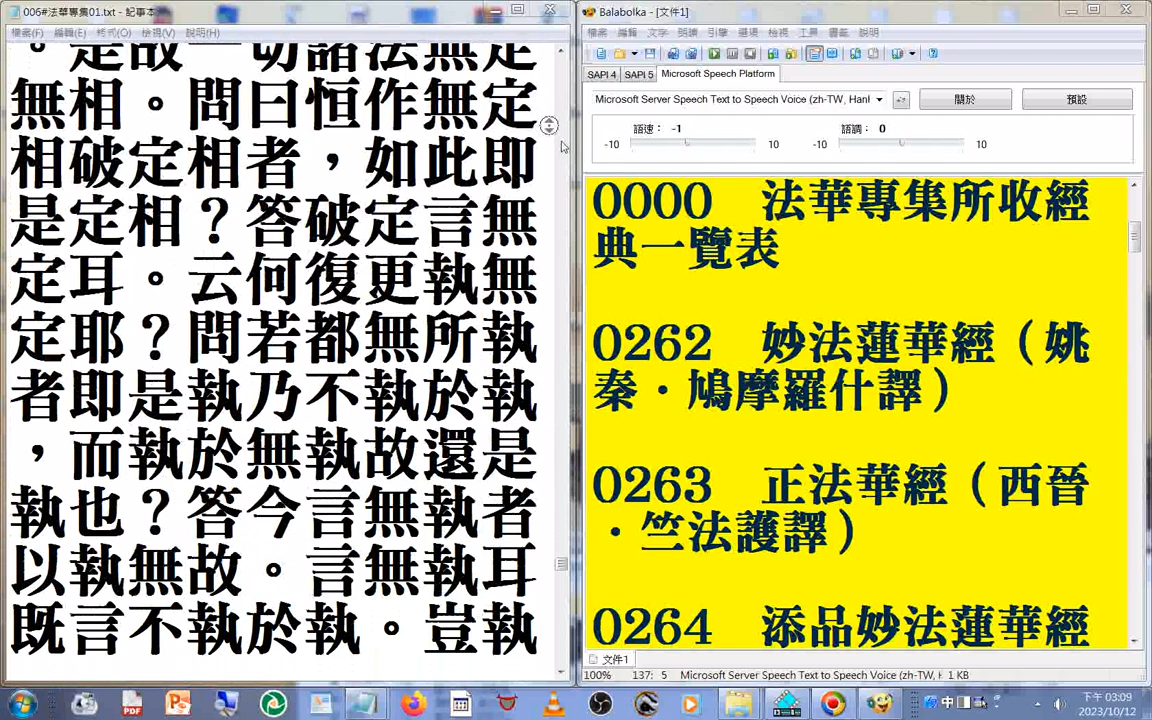 006#法華專集01.txt - 記事本
檔案(F) 編輯(E) 格式(O) 檢視(V) 說明(H)
。是故一切諸法無定
無相。問曰恒作無定
相破定相者，如此即
是定相？答破定言無
定耳。云何復更執無
定耶？問若都無所執
者即是執乃不執於執
，而執於無執故還是
執也？答今言無執者
以執無故。言無執耳
既言不執於執。豈執
Balabolka - [文件1]
檔案 編輯 文字 朗讀 引擎 選項 檢視 工具 書籤 說明
SAPI 4 SAPI 5 Microsoft Speech Platform
Microsoft Server Speech Text to Speech Voice (zh-TW, Hanl
關於 預設
語速： -1 語調： 0
-10 10 -10 10
0000 法華專集所收經
典一覽表
0262 妙法蓮華經（姚
秦．鳩摩羅什譯）
0263 正法華經（西晉
．竺法護譯）
0264 添品妙法蓮華經
文件1
100% 137: 5 Microsoft Server Speech Text to Speech Voice (zh-TW, H 1 KB
中
下午 03:09
2023/10/12